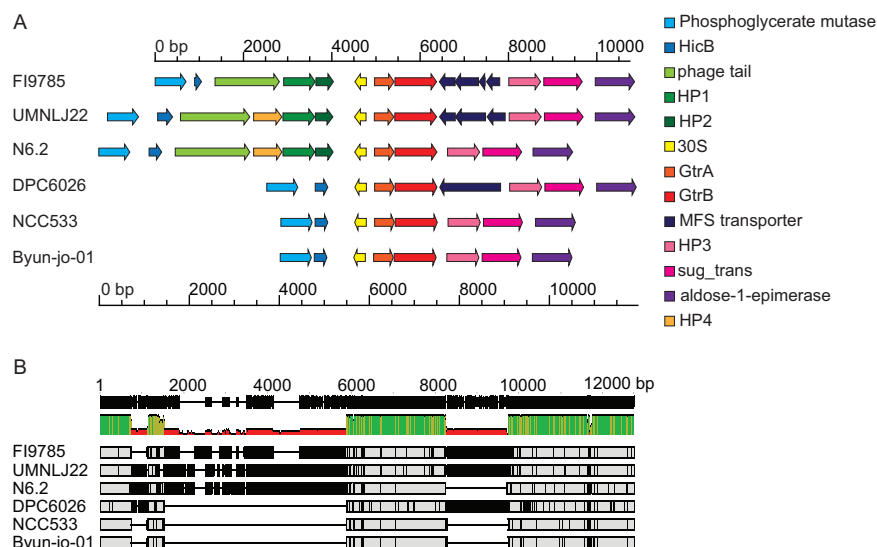 A
0 bp 2000 4000 6000 8000 10000
FI9785
UMNLJ22
N6.2
DPC6026
NCC533
Byun-jo-01
0 bp 2000 4000 6000 8000 10000
Phosphoglycerate mutase
HicB
phage tail
HP1
HP2
30S
GtrA
GtrB
MFS transporter
HP3
sug_trans
aldose-1-epimerase
HP4
B
1 2000 4000 6000 8000 10000 12000 bp
FI9785
UMNLJ22
N6.2
DPC6026
NCC533
Byun-jo-01